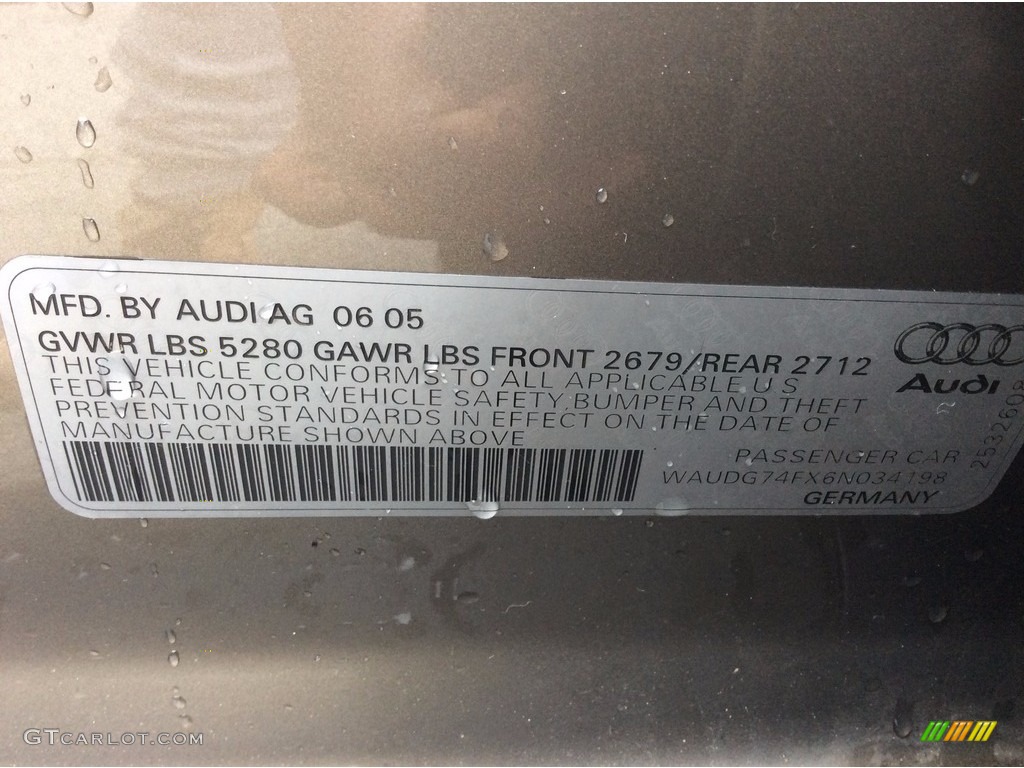 MFD. BY AUDI AG 06 05
GVWR LBS 5280 GAWR LBS FRONT 2679/REAR 2712
THIS VEHICLE CONFORMS TO ALL APPLICABLE U S
FEDERAL MOTOR VEHICLE SAFETY, BUMPER AND THEFT
PREVENTION STANDARDS IN EFFECT ON THE DATE OF
MANUFACTURE SHOWN ABOVE
Audi
PASSENGER CAR
WAUDG74FX6N034198
GERMANY
GTCARLOT.COM